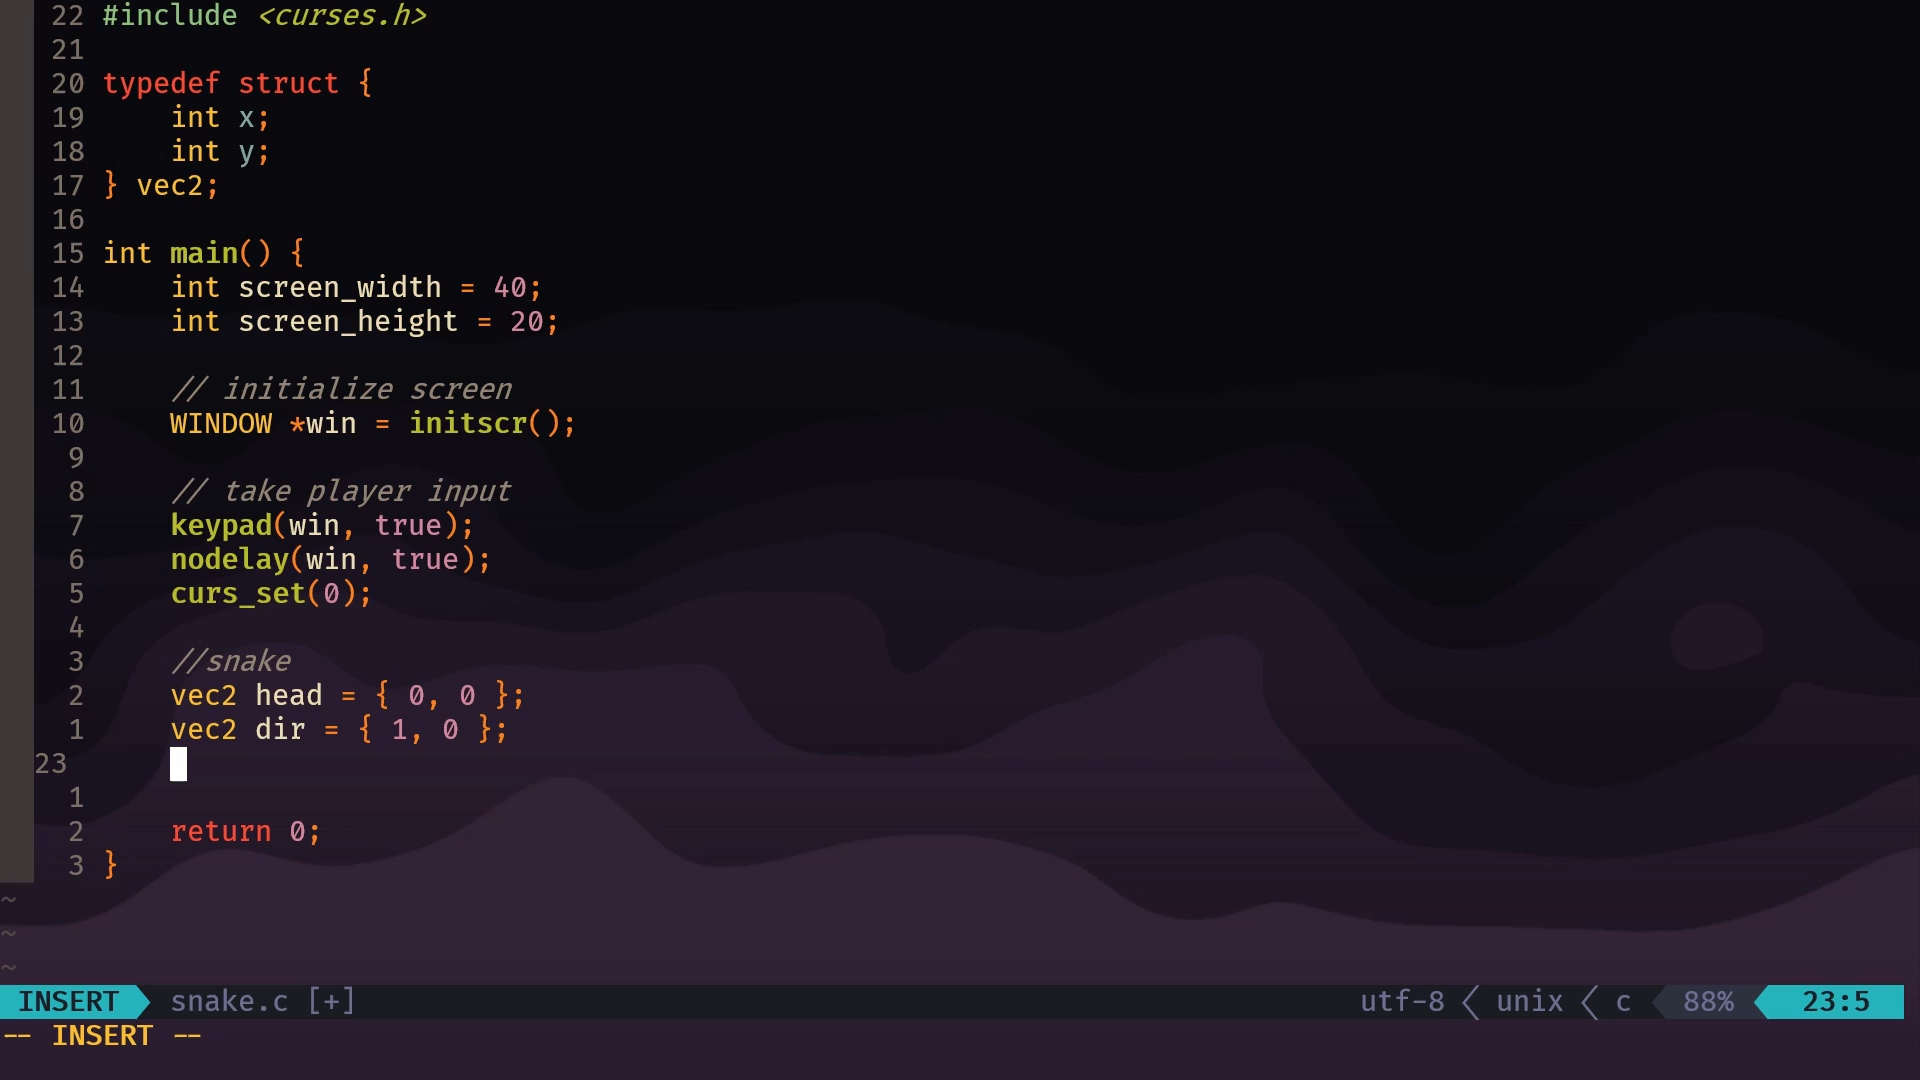 22 #include <curses.h>
21
20 typedef struct {
19     int x;
18     int y;
17 } vec2;
16
15 int main() {
14     int screen_width = 40;
13     int screen_height = 20;
12
11     // initialize screen
10     WINDOW *win = initscr();
9
8     // take player input
7     keypad(win, true);
6     nodelay(win, true);
5     curs_set(0);
4
3     //snake
2     vec2 head = { 0, 0 };
1     vec2 dir = { 1, 0 };
23
1
2     return 0;
3 }
~
~
~
INSERT snake.c [+] utf-8 unix c 88% 23:5
-- INSERT --